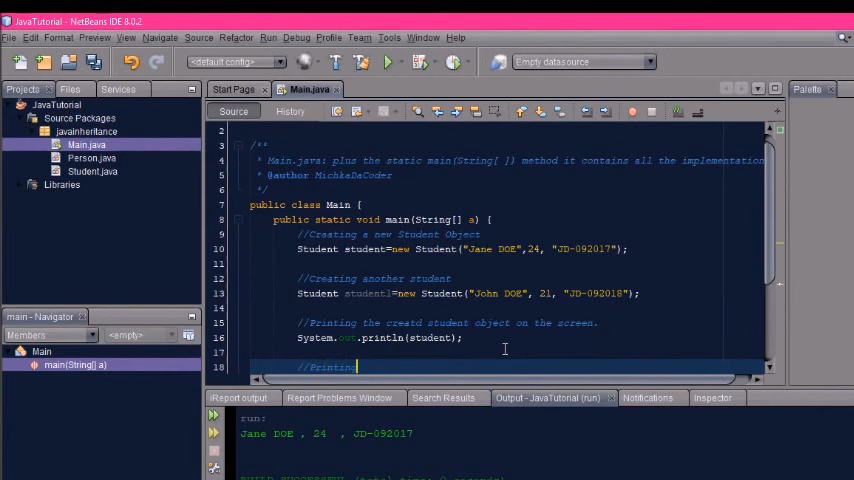 JavaTutorial - NetBeans IDE 8.0.2
File Edit Format View Navigate Source Refactor Run Debug Profile Team Tools Window Help
<default config> Empty datasource
Projects Files Services Start Page Main.java Palette
Source History
JavaTutorial
Source Packages
javainheritance
Main.java
Person.java
Student.java
Libraries
2
3 /**
4 * Main.java: plus the static main(String[ ]) method it contains all the implementation
5 * @author MichkaDaCoder
6 */
7 public class Main {
8 public static void main(String[] a) {
9 //Creating a new Student Object
10 Student student=new Student("Jane DOE",24, "JD-092017");
11
12 //Creating another student
13 Student student1=new Student("John DOE", 21, "JD-092018");
14
15 //Printing the creatd student object on the screen.
16 System.out.println(student);
17
18 //Printing
main - Navigator
Members <empty>
Main
main(String[] a)
iReport output Report Problems Window Search Results Output - JavaTutorial (run) Notifications Inspector
run:
Jane DOE , 24 , JD-092017
BUILD SUCCESSFUL (total time: 0 seconds)